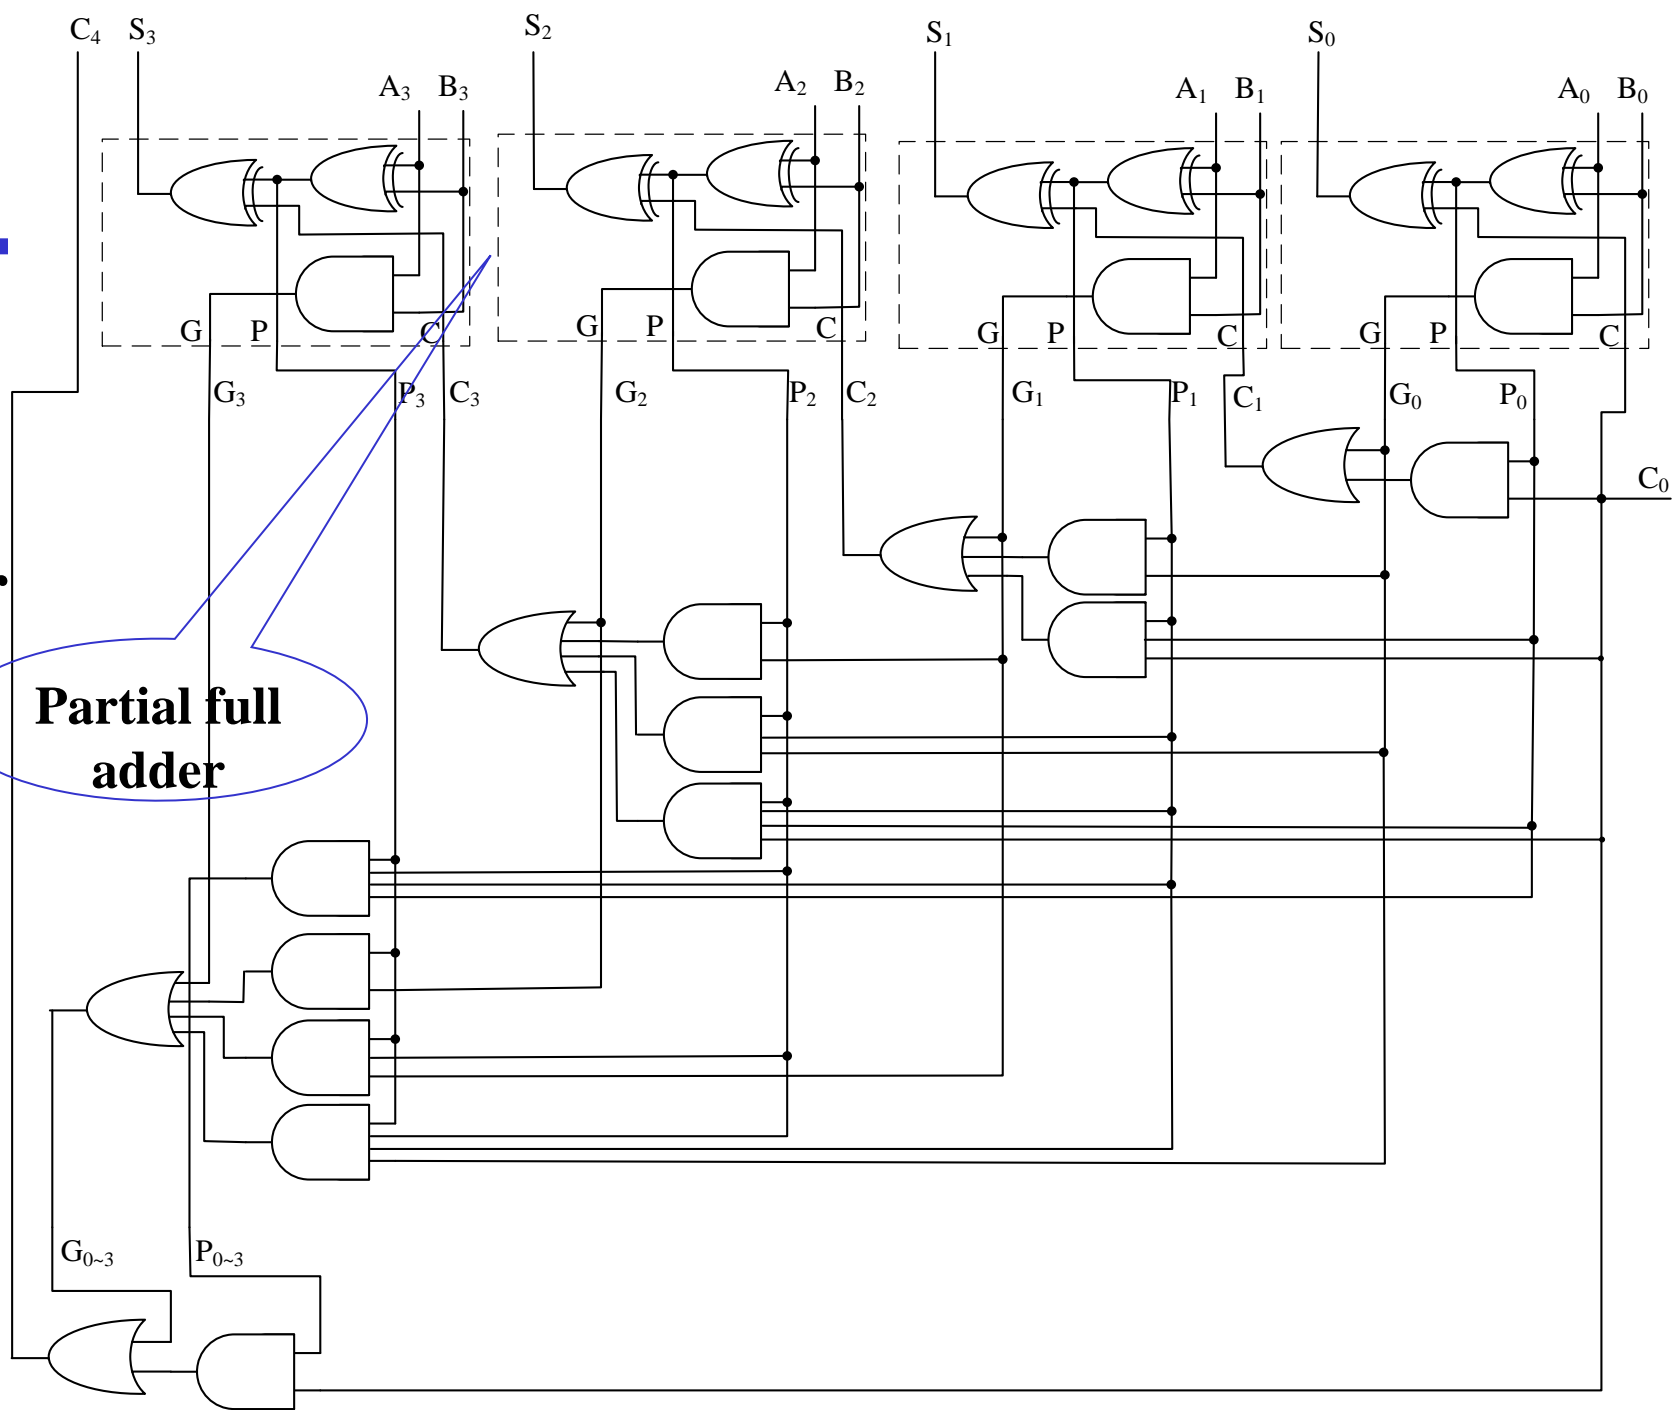 C4 S3 S2 S1 S0
A3 B3 A2 B2 A1 B1 A0 B0
G P C G P C G P C G P C
G3 P3 C3 G2 P2 C2 G1 P1 C1 G0 P0
C0
Partial full
adder
G0~3 P0~3